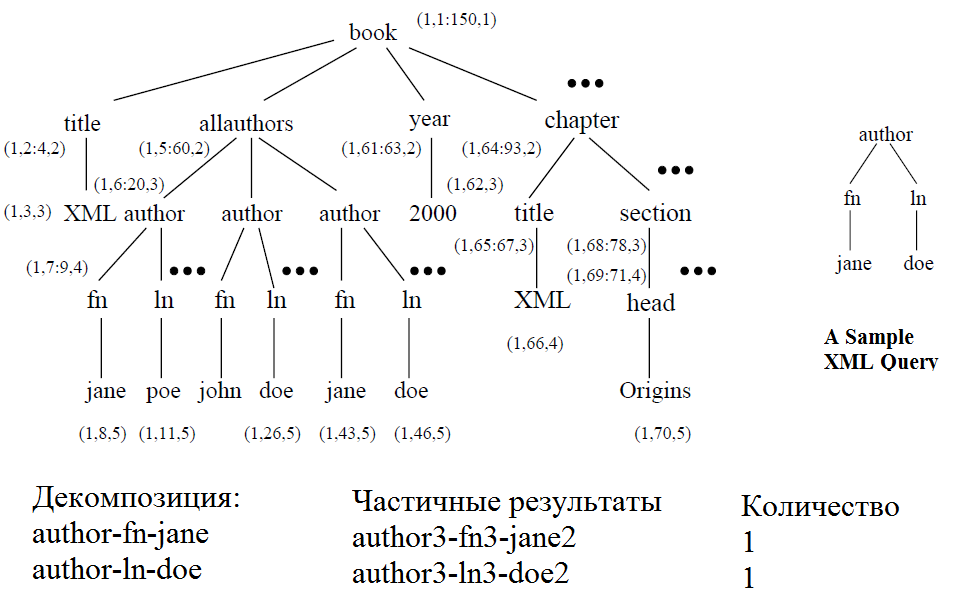 book (1,1:150,1)
title allauthors year chapter
(1,2:4,2) (1,5:60,2) (1,61:63,2) (1,64:93,2)
(1,6:20,3) (1,62,3)
(1,3,3) XML author author author 2000 title section
(1,65:67,3) (1,68:78,3)
(1,7:9,4) (1,69:71,4)
fn ln fn ln fn ln XML head
(1,66,4)
jane poe john doe jane doe Origins
(1,8,5) (1,11,5) (1,26,5) (1,43,5) (1,46,5) (1,70,5)
author
fn ln
jane doe
A Sample
XML Query
Декомпозиция:
author-fn-jane
author-ln-doe
Частичные результаты
author3-fn3-jane2
author3-ln3-doe2
Количество
1
1